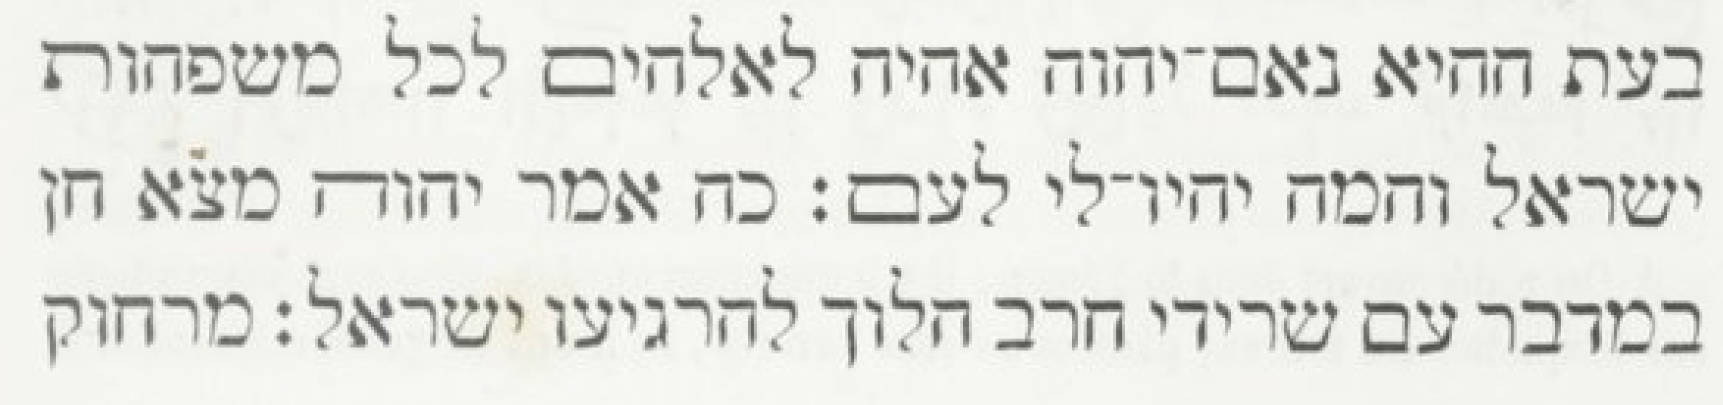 בעת ההיא נאם־יהוה אהיה לאלהים לכל משפחות
ישראל והמה יהיו־לי לעם: כה אמר יהוה מצא חן
במדבר עם שרידי חרב הלוך להרגיעו ישראל: מרחוק